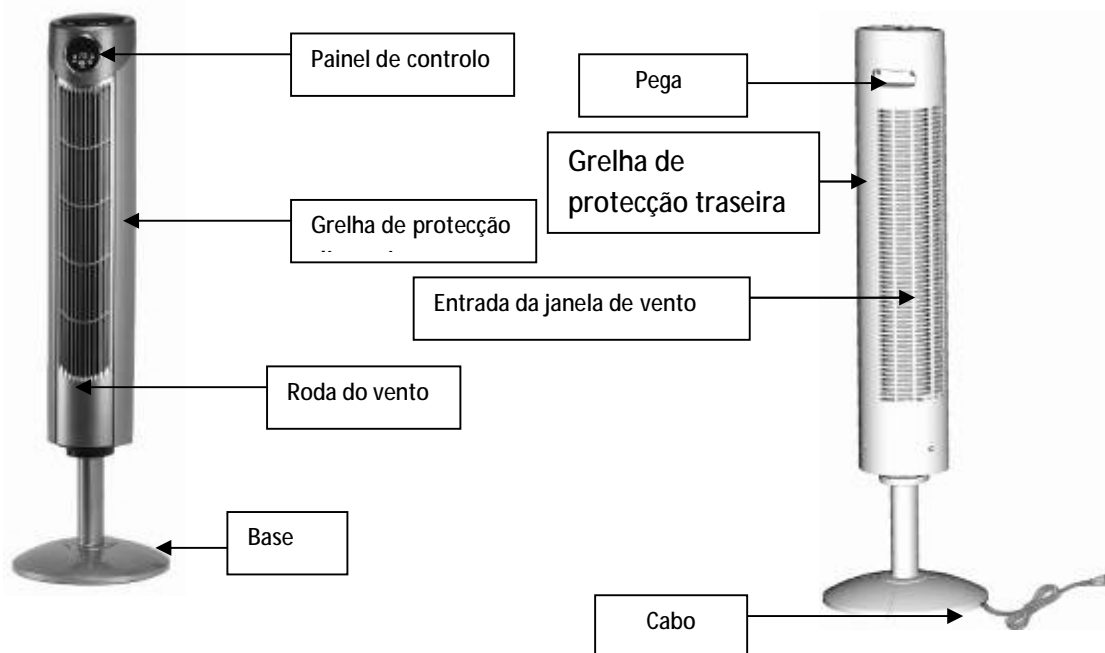 Painel de controlo
Grelha de protecção
Roda do vento
Base
Pega
Grelha de
protecção traseira
Entrada da janela de vento
Cabo